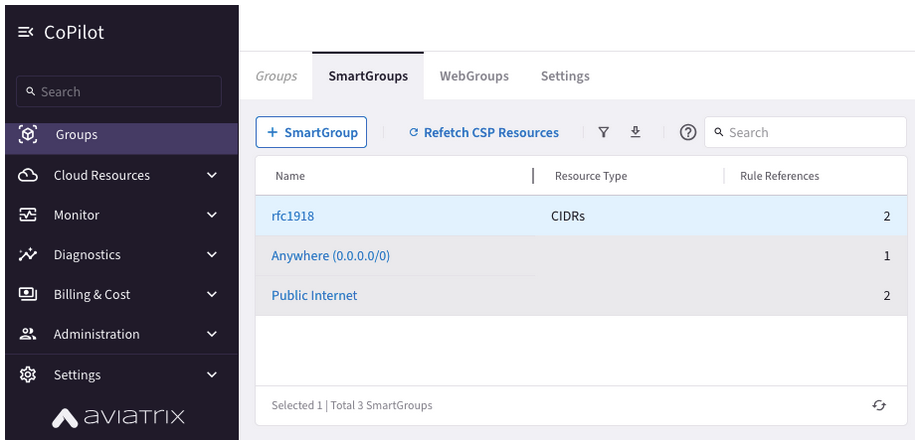 CoPilot
Search
Groups
Cloud Resources
Monitor
Diagnostics
Billing & Cost
Administration
Settings
AVIATRIX
Groups SmartGroups WebGroups Settings
+ SmartGroup Refetch CSP Resources Search
Name Resource Type Rule References
rfc1918 CIDRs 2
Anywhere (0.0.0.0/0) 1
Public Internet 2
Selected 1 | Total 3 SmartGroups